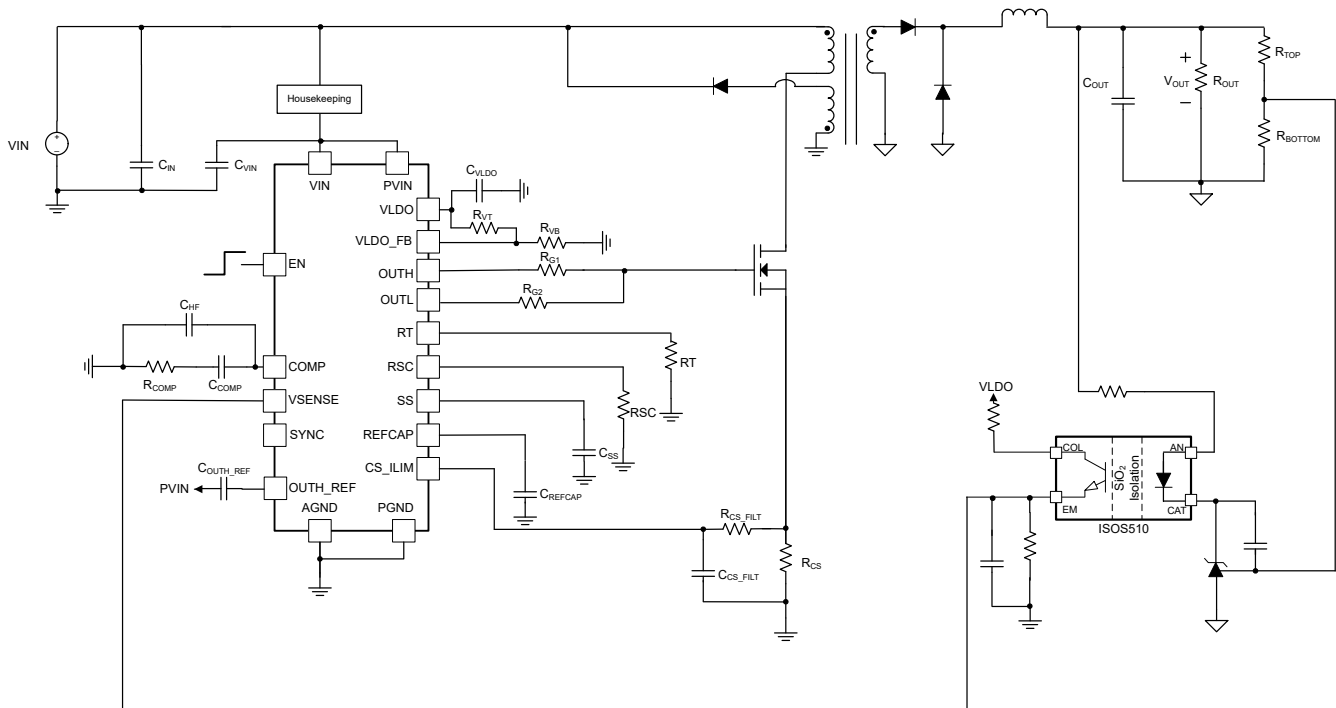 Housekeeping
VIN
+
−
C_IN
C_VIN
VIN
PVIN
VLDO
C_VLDO
R_VT
VLDO_FB
R_VB
EN
OUTH
R_G1
OUTL
R_G2
RT
RT
C_HF
COMP
R_COMP
C_COMP
RSC
RSC
VSENSE
SS
C_SS
SYNC
REFCAP
C_REFCAP
C_OUTH_REF
PVIN
OUTH_REF
CS_ILIM
AGND
PGND
R_CS_FILT
C_CS_FILT
R_CS
C_OUT
+
V_OUT
−
R_OUT
R_TOP
R_BOTTOM
VLDO
COL
AN
SiO₂
Isolation
EM
CAT
ISOS510